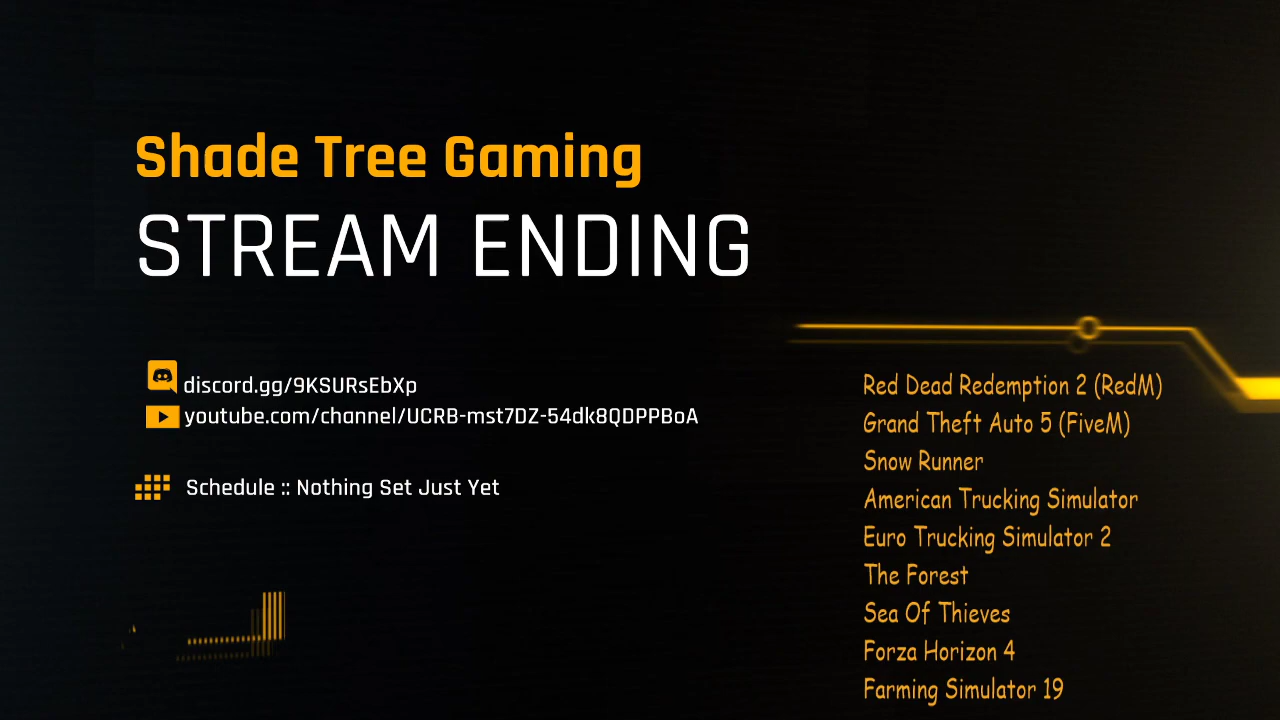 Shade Tree Gaming
STREAM ENDING
discord.gg/9KSURsEbXp
youtube.com/channel/UCRB-mst7DZ-54dk8QDPPBoA
Schedule :: Nothing Set Just Yet
Red Dead Redemption 2 (RedM)
Grand Theft Auto 5 (FiveM)
Snow Runner
American Trucking Simulator
Euro Trucking Simulator 2
The Forest
Sea Of Thieves
Forza Horizon 4
Farming Simulator 19